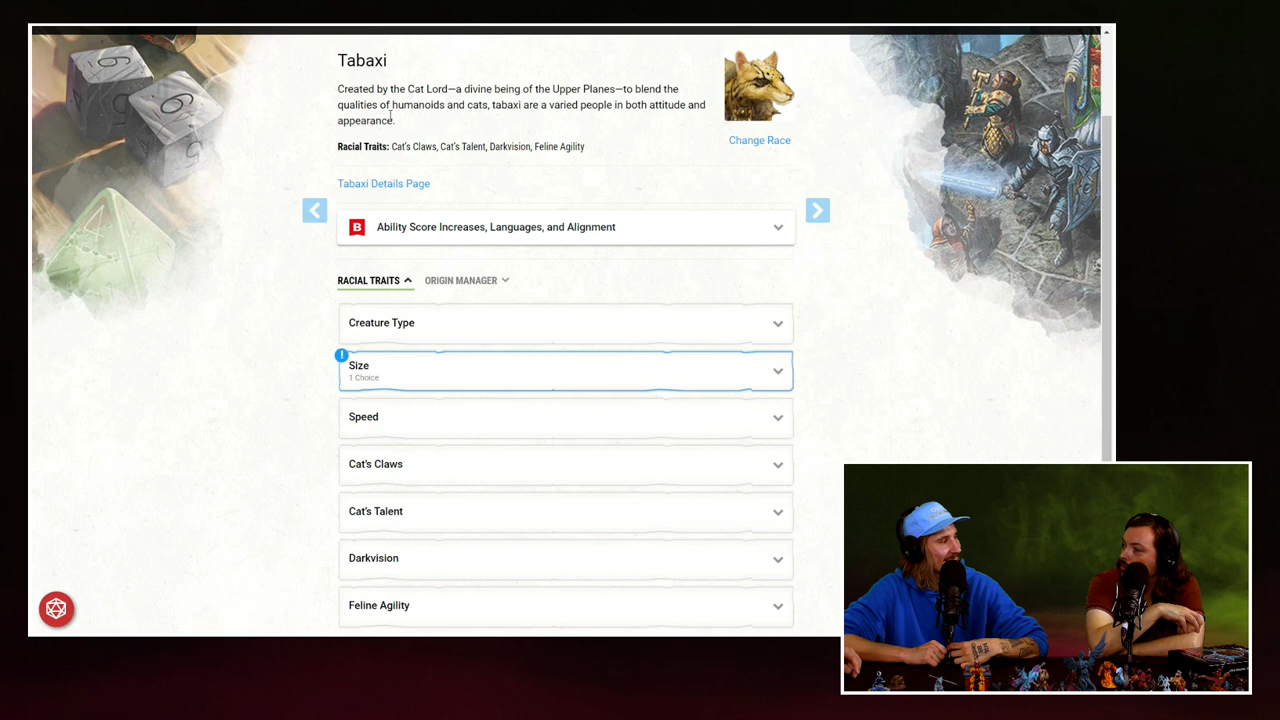 Tabaxi
Created by the Cat Lord—a divine being of the Upper Planes—to blend the
qualities of humanoids and cats, tabaxi are a varied people in both attitude and
appearance.
Racial Traits: Cat's Claws, Cat's Talent, Darkvision, Feline Agility
Change Race
Tabaxi Details Page
B
Ability Score Increases, Languages, and Alignment
RACIAL TRAITS
ORIGIN MANAGER
Creature Type
!
Size
1 Choice
Speed
Cat's Claws
Cat's Talent
Darkvision
Feline Agility